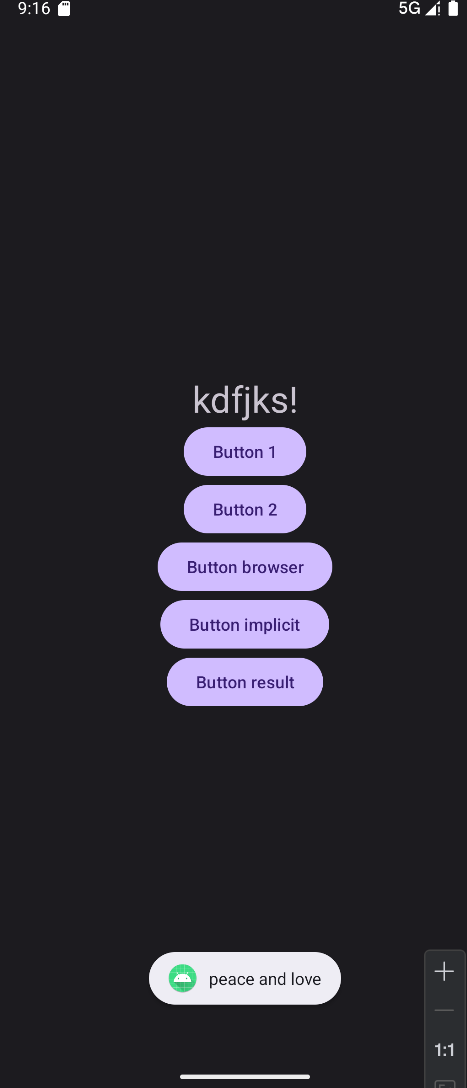 9:16 5G
kdfjks!
Button 1
Button 2
Button browser
Button implicit
Button result
peace and love
1:1